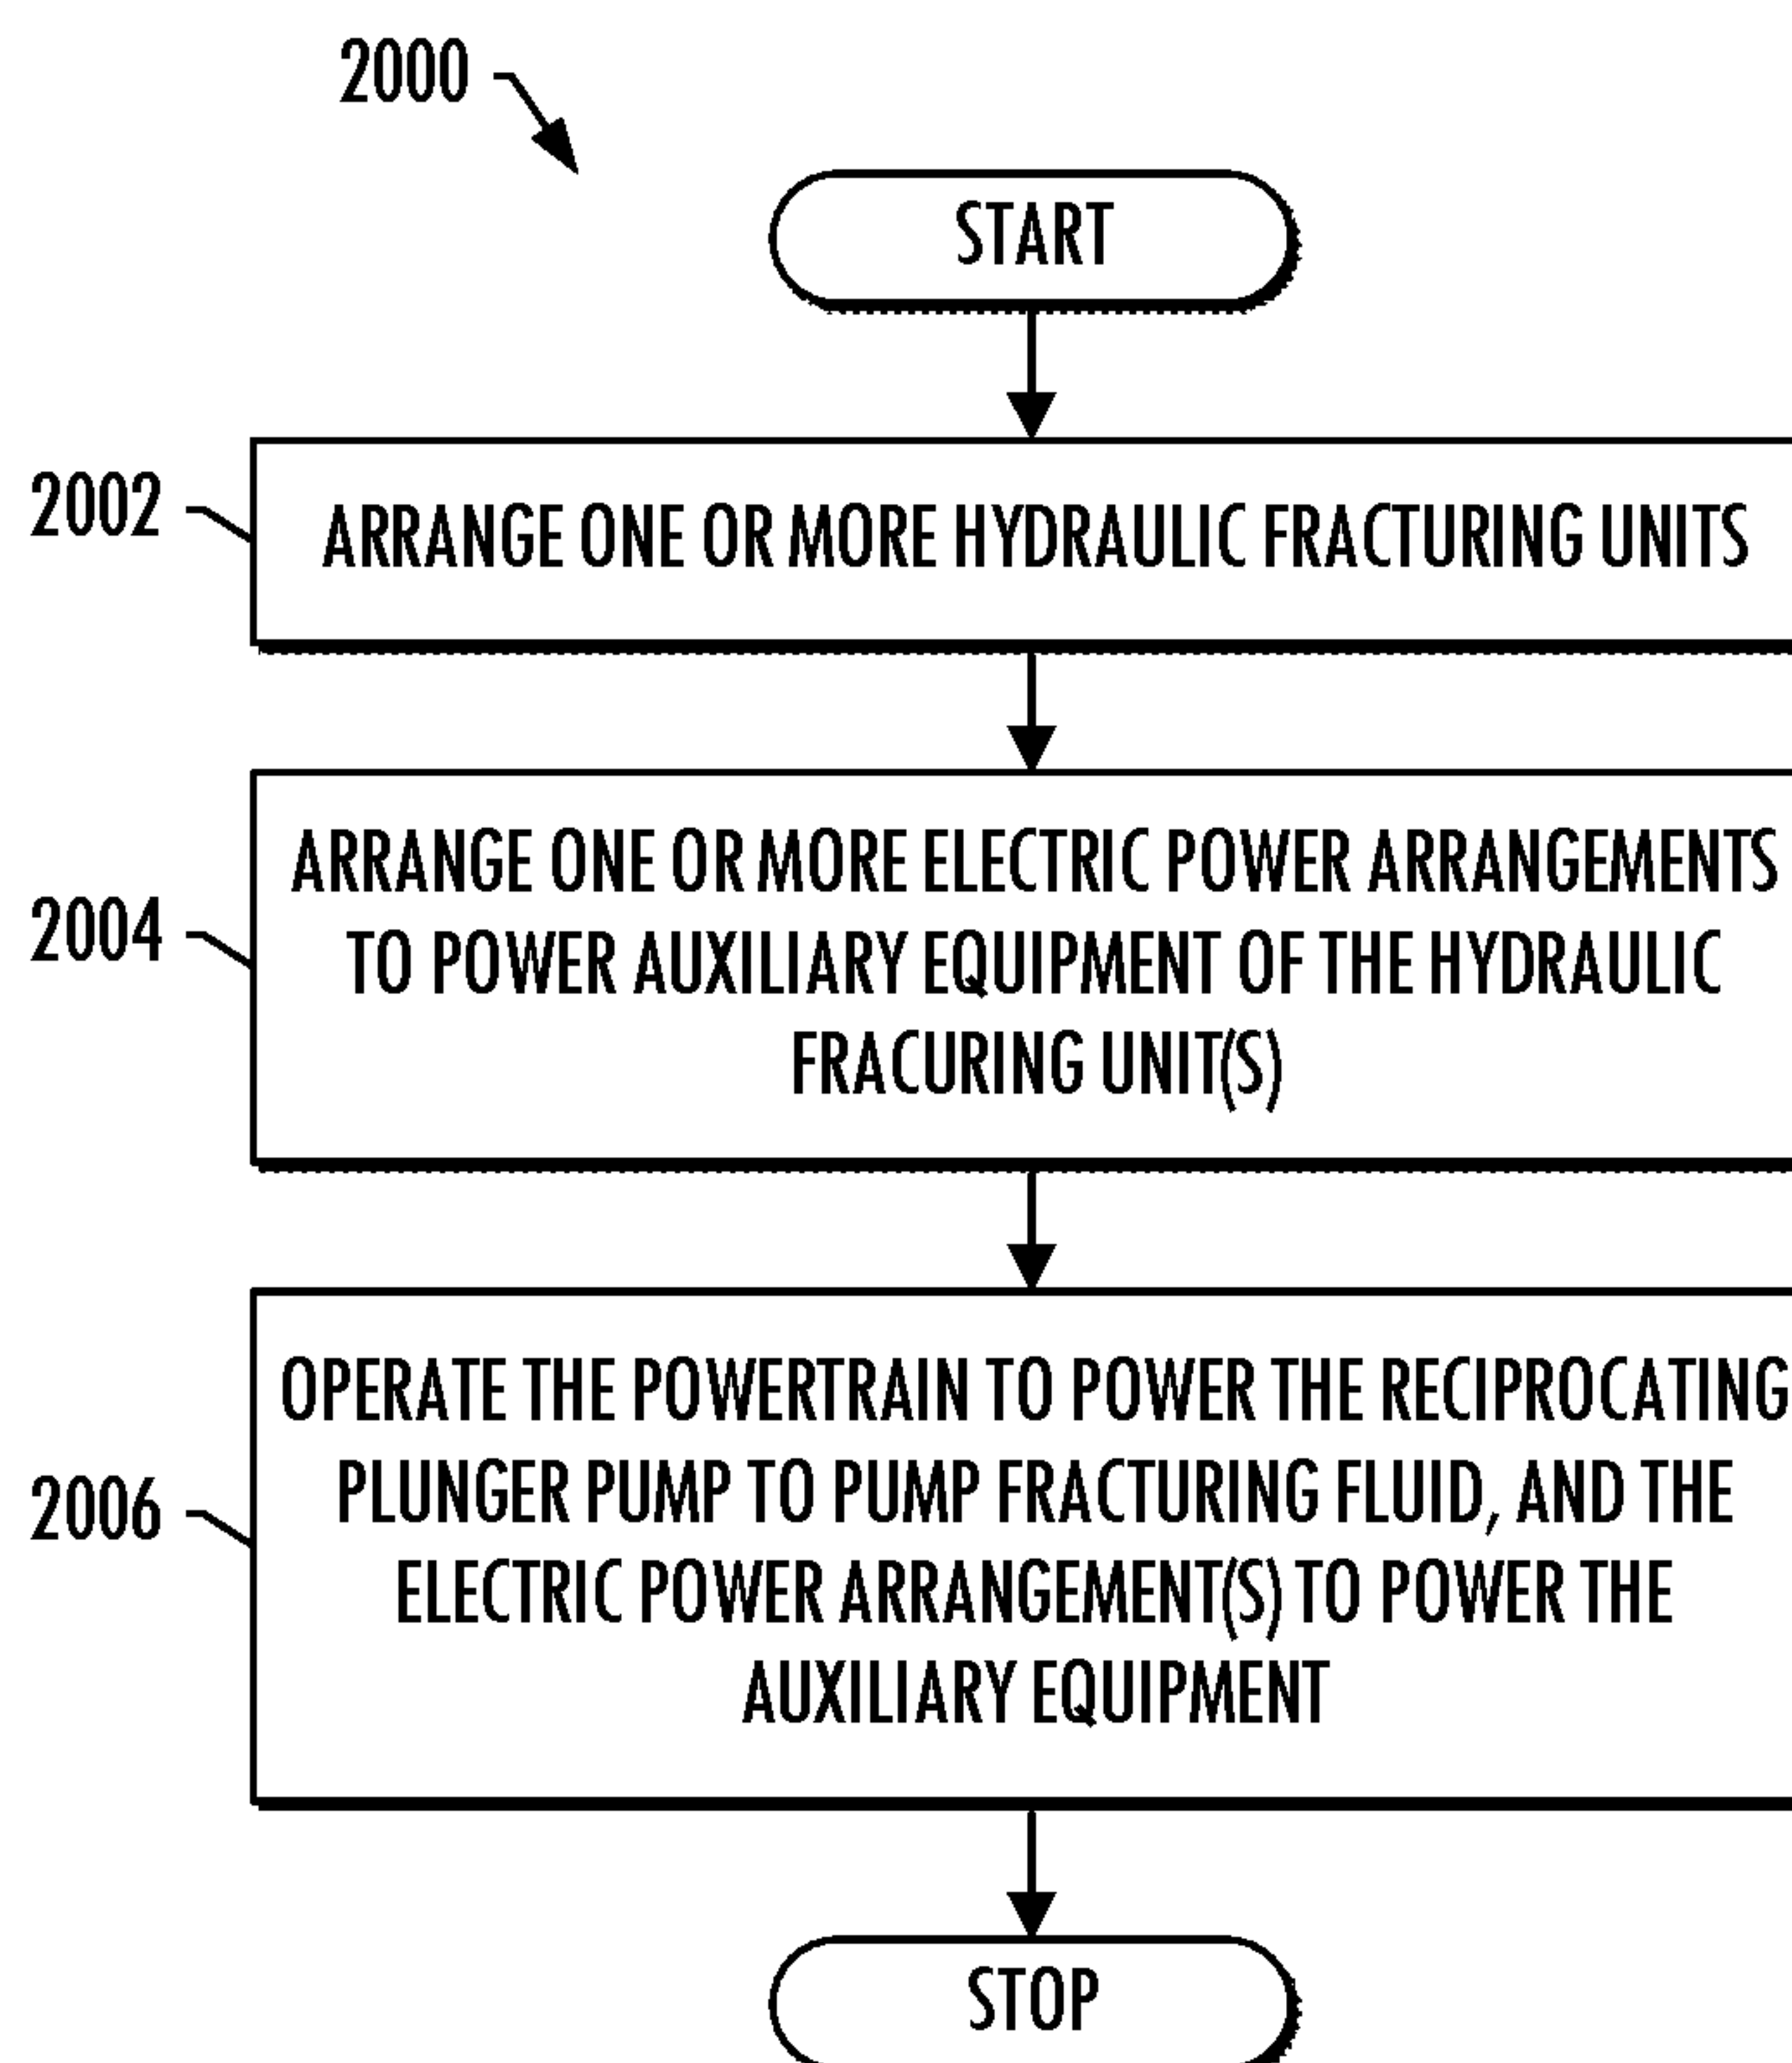 2000
START
2002
ARRANGE ONE OR MORE HYDRAULIC FRACTURING UNITS
2004
ARRANGE ONE OR MORE ELECTRIC POWER ARRANGEMENTS
TO POWER AUXILIARY EQUIPMENT OF THE HYDRAULIC
FRACURING UNIT(S)
2006
OPERATE THE POWERTRAIN TO POWER THE RECIPROCATING
PLUNGER PUMP TO PUMP FRACTURING FLUID, AND THE
ELECTRIC POWER ARRANGEMENT(S) TO POWER THE
AUXILIARY EQUIPMENT
STOP